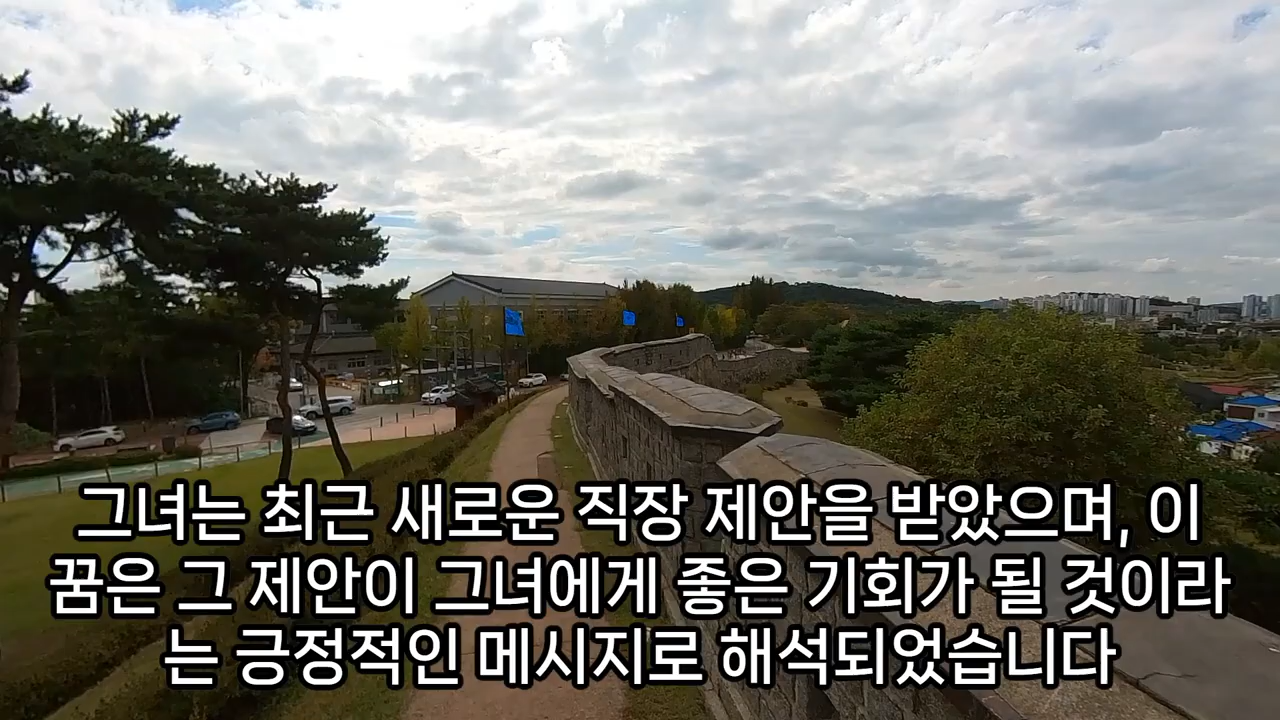 그녀는 최근 새로운 직장 제안을 받았으며, 이
꿈은 그 제안이 그녀에게 좋은 기회가 될 것이라
는 긍정적인 메시지로 해석되었습니다